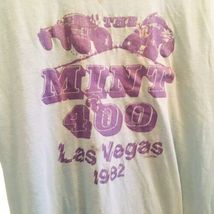 THE
MINT
400
Las Vegas
1982